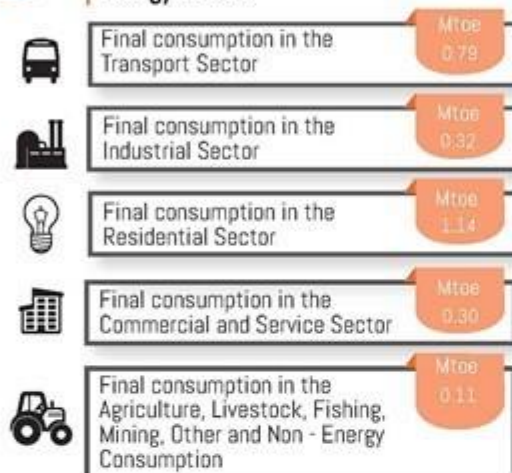 Final consumption in the
Transport Sector
Mtoe
0.79
Final consumption in the
Industrial Sector
Mtoe
0.32
Final consumption in the
Residential Sector
Mtoe
1.14
Final consumption in the
Commercial and Service Sector
Mtoe
0.30
Final consumption in the
Agriculture, Livestock, Fishing,
Mining, Other and Non - Energy
Consumption
Mtoe
0.11